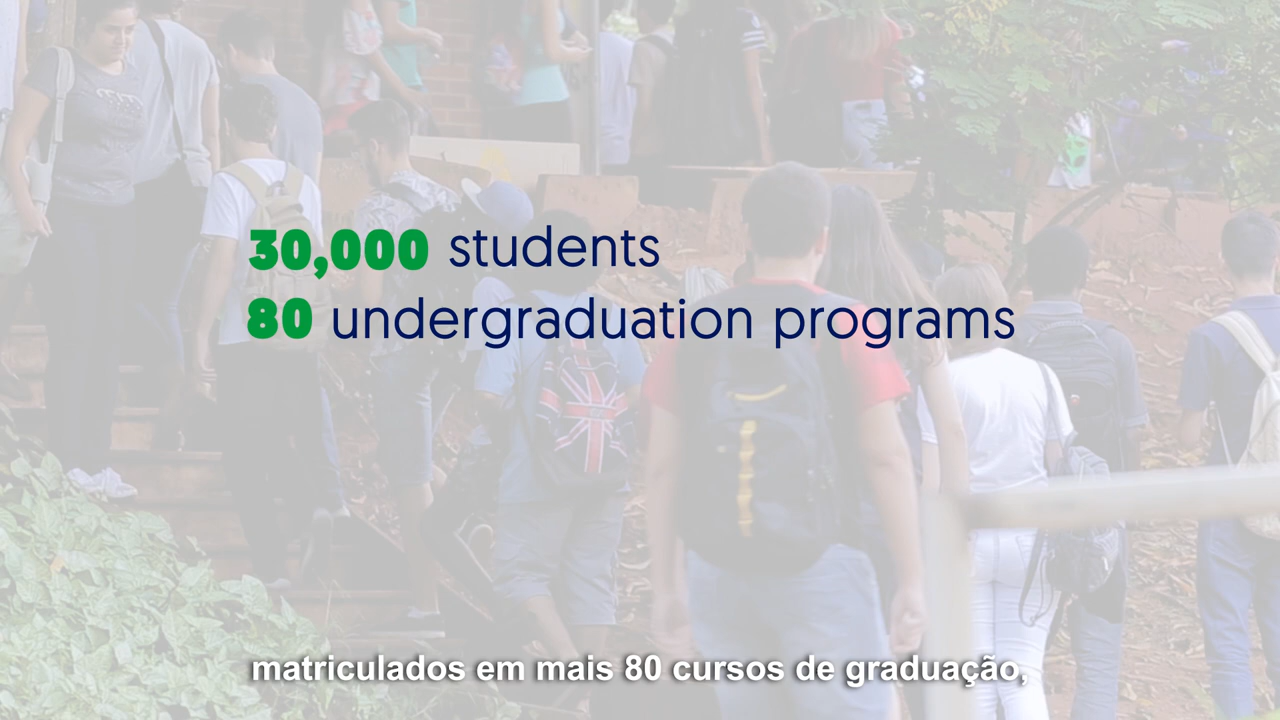 30,000 students
80 undergraduation programs
matriculados em mais 80 cursos de graduação,